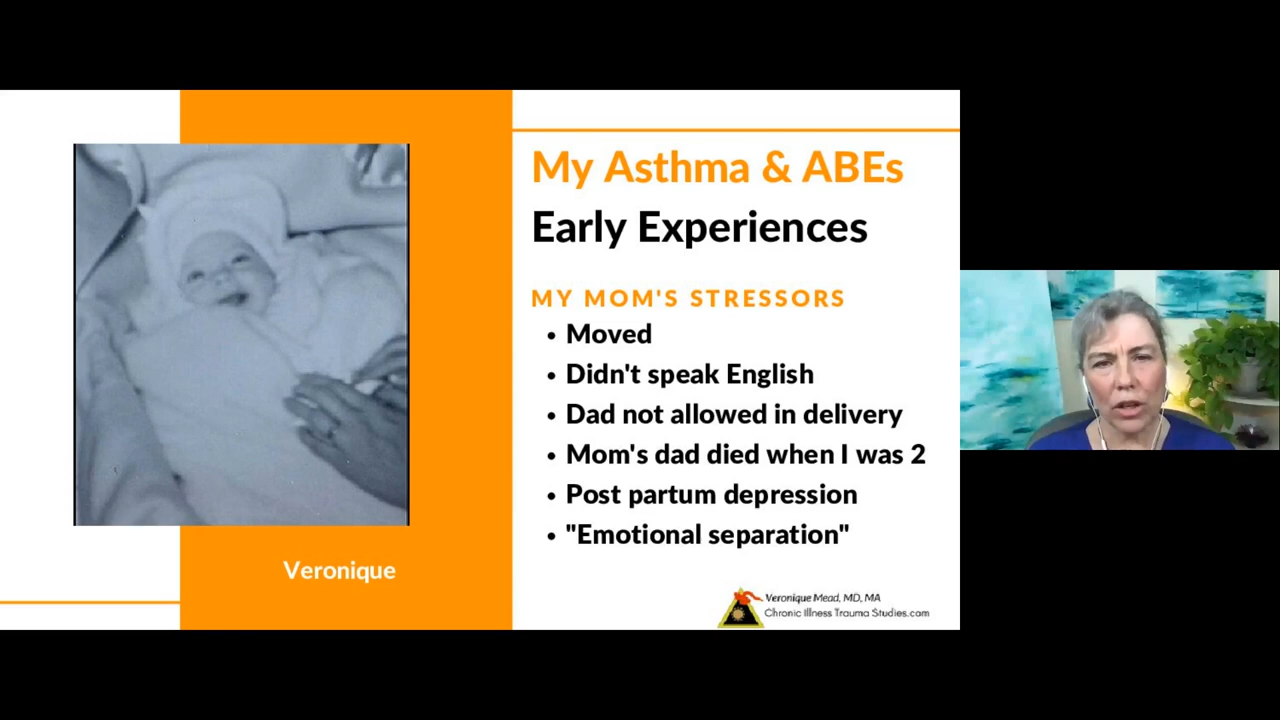 My Asthma & ABEs
Early Experiences
MY MOM'S STRESSORS
• Moved
• Didn't speak English
• Dad not allowed in delivery
• Mom's dad died when I was 2
• Post partum depression
• "Emotional separation"
Veronique
Veronique Mead, MD, MA
Chronic Illness Trauma Studies.com